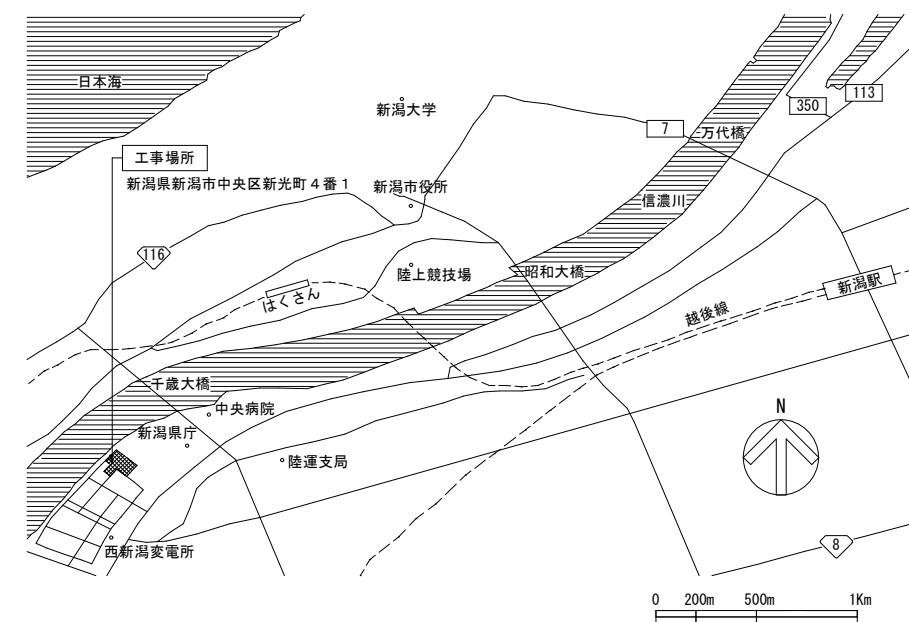 日本海
新潟大学
350
113
7
万代橋
工事場所
新潟県新潟市中央区新光町４番１
新潟市役所
信濃川
116
陸上競技場
昭和大橋
はくさん
新潟駅
越後線
千歳大橋
中央病院
新潟県庁
陸運支局
N
西新潟変電所
8
0 200m 500m 1Km